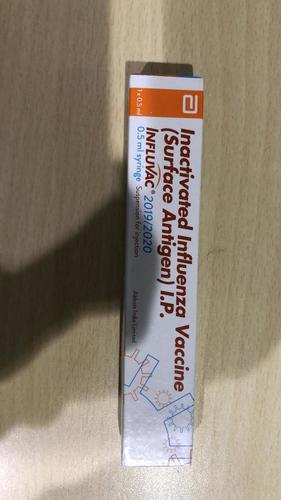 1 x 0.5 ml
Inactivated Influenza Vaccine
(Surface Antigen) I.P.
INFLUVAC® 2019/2020
0.5 ml syringe Suspension for injection
Abbott India Limited